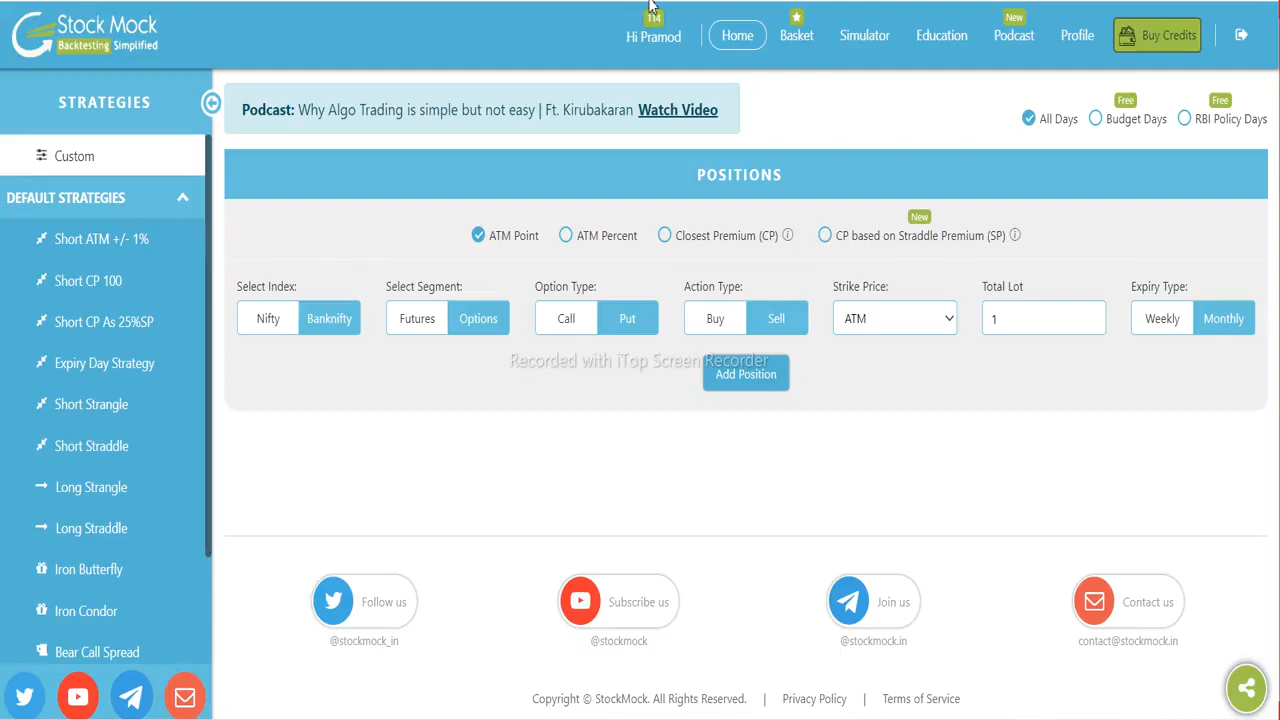 Stock Mock
Backtesting Simplified
114
Hi Pramod
Home
Basket
Simulator
Education
New
Podcast
Profile
Buy Credits
STRATEGIES
Custom
DEFAULT STRATEGIES
Short ATM +/- 1%
Short CP 100
Short CP As 25%SP
Expiry Day Strategy
Short Strangle
Short Straddle
Long Strangle
Long Straddle
Iron Butterfly
Iron Condor
Bear Call Spread
Podcast: Why Algo Trading is simple but not easy | Ft. Kirubakaran Watch Video
All Days
Free
Budget Days
Free
RBI Policy Days
POSITIONS
ATM Point
ATM Percent
Closest Premium (CP)
New
CP based on Straddle Premium (SP)
Select Index:
Nifty
Banknifty
Select Segment:
Futures
Options
Option Type:
Call
Put
Action Type:
Buy
Sell
Strike Price:
ATM
Total Lot
1
Expiry Type:
Weekly
Monthly
Recorded with iTop Screen Recorder
Add Position
Follow us
@stockmock_in
Subscribe us
@stockmock
Join us
@stockmock.in
Contact us
contact@stockmock.in
Copyright © StockMock. All Rights Reserved. | Privacy Policy | Terms of Service